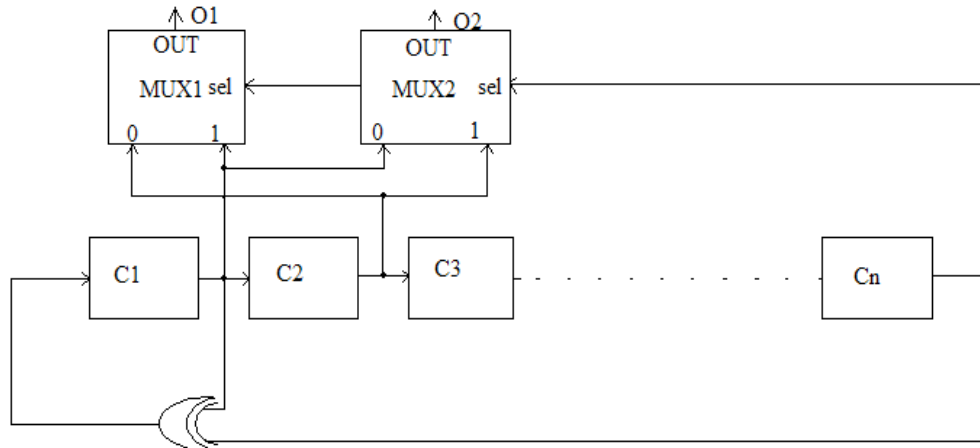 O1
O2
OUT
OUT
MUX1 sel
MUX2 sel
0 1
0 1
C1
C2
C3
Cn